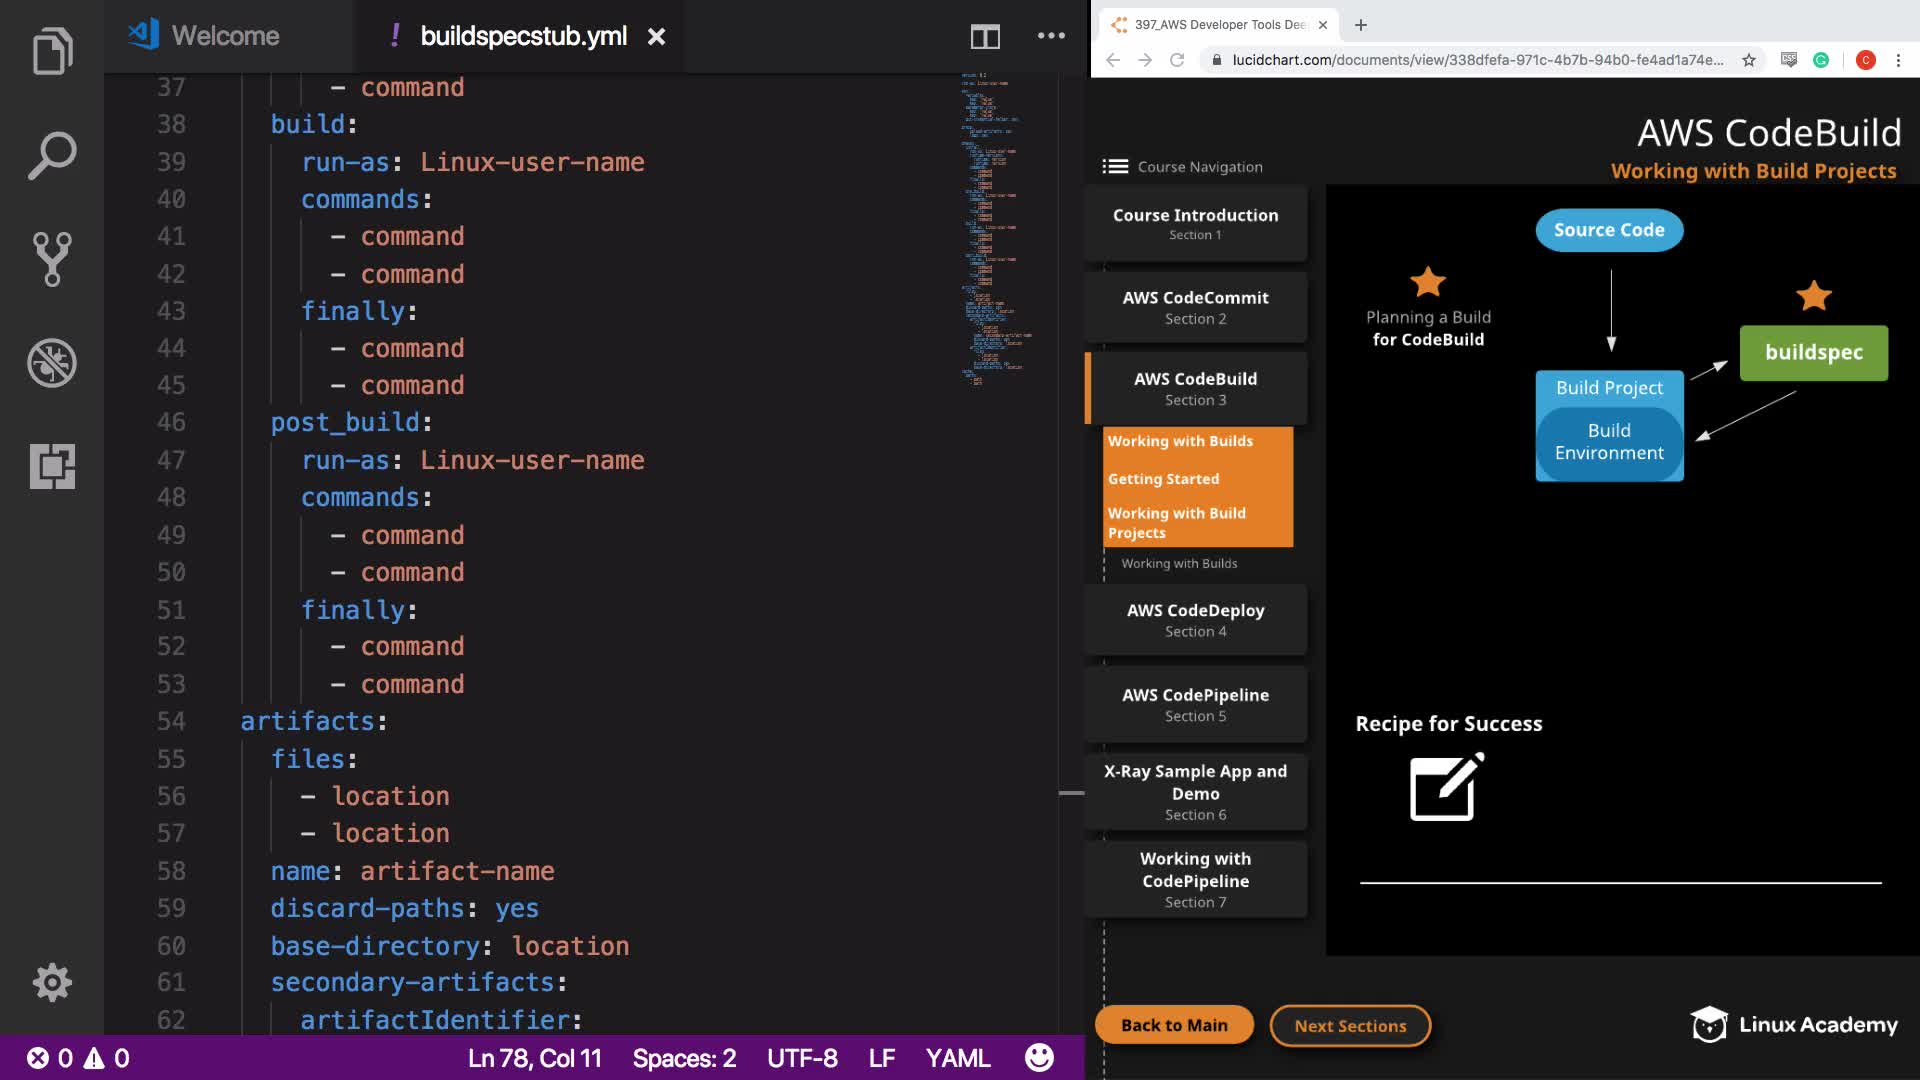 Welcome
! buildspecstub.yml
37 - command
38 build:
39 run-as: Linux-user-name
40 commands:
41 - command
42 - command
43 finally:
44 - command
45 - command
46 post_build:
47 run-as: Linux-user-name
48 commands:
49 - command
50 - command
51 finally:
52 - command
53 - command
54 artifacts:
55 files:
56 - location
57 - location
58 name: artifact-name
59 discard-paths: yes
60 base-directory: location
61 secondary-artifacts:
62 artifactIdentifier:
0 0
Ln 78, Col 11 Spaces: 2 UTF-8 LF YAML
397_AWS Developer Tools Dee
lucidchart.com/documents/view/338dfefa-971c-4b7b-94b0-fe4ad1a74e...
AWS CodeBuild
Working with Build Projects
Course Navigation
Course Introduction
Section 1
AWS CodeCommit
Section 2
AWS CodeBuild
Section 3
Working with Builds
Getting Started
Working with Build
Projects
Working with Builds
AWS CodeDeploy
Section 4
AWS CodePipeline
Section 5
X-Ray Sample App and
Demo
Section 6
Working with
CodePipeline
Section 7
Back to Main
Next Sections
Source Code
Planning a Build
for CodeBuild
buildspec
Build Project
Build
Environment
Recipe for Success
Linux Academy